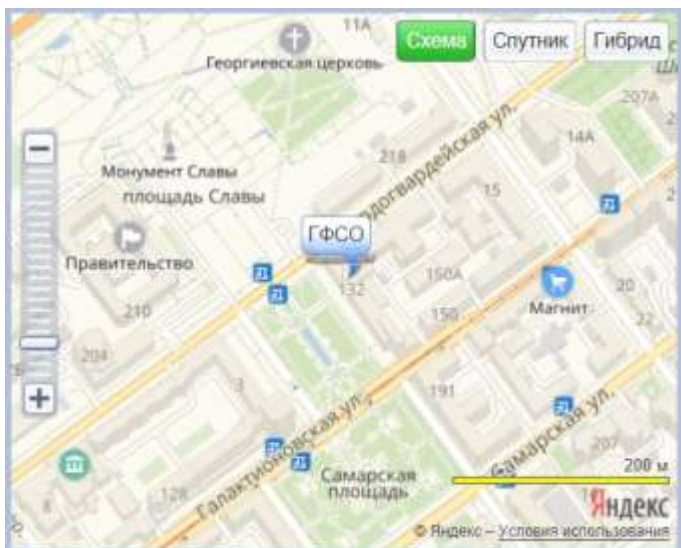 11А
Схема
Спутник
Гибрид
Георгиевская церковь
207А
14А
Монумент Славы
площадь Славы
218
15
ГФСО
Правительство
132
150А
20
Магнит
210
150
22
204
3
191
Галактионовская ул.
Самарская ул.
207
Самарская
площадь
200 м
12В
8
Яндекс
© Яндекс – Условия использования